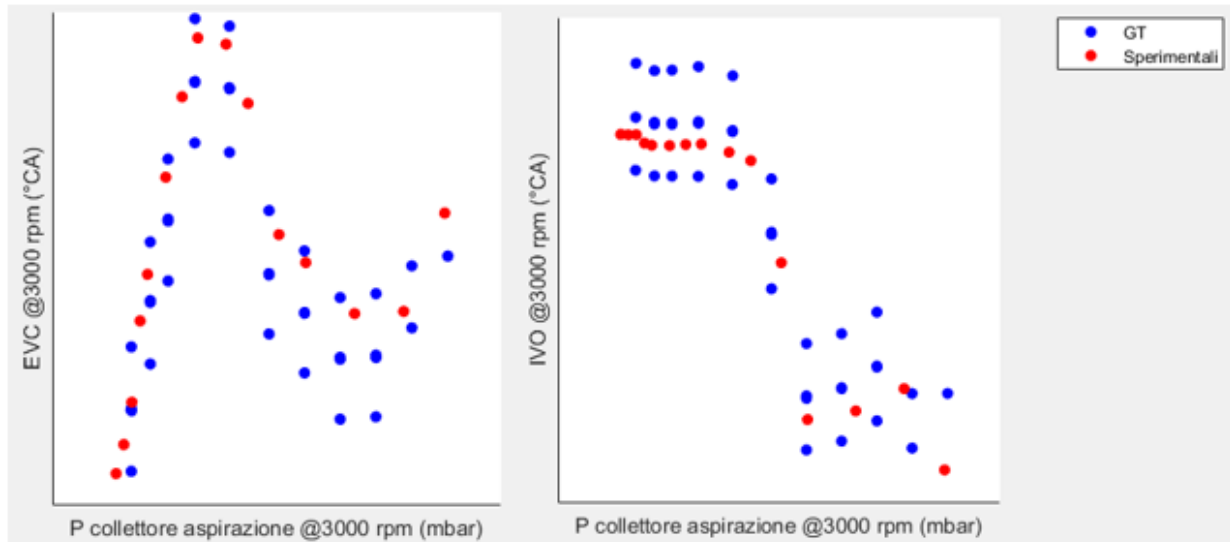 EVC @3000 rpm (°CA)
P collettore aspirazione @3000 rpm (mbar)
IVO @3000 rpm (°CA)
P collettore aspirazione @3000 rpm (mbar)
GT
Sperimentali